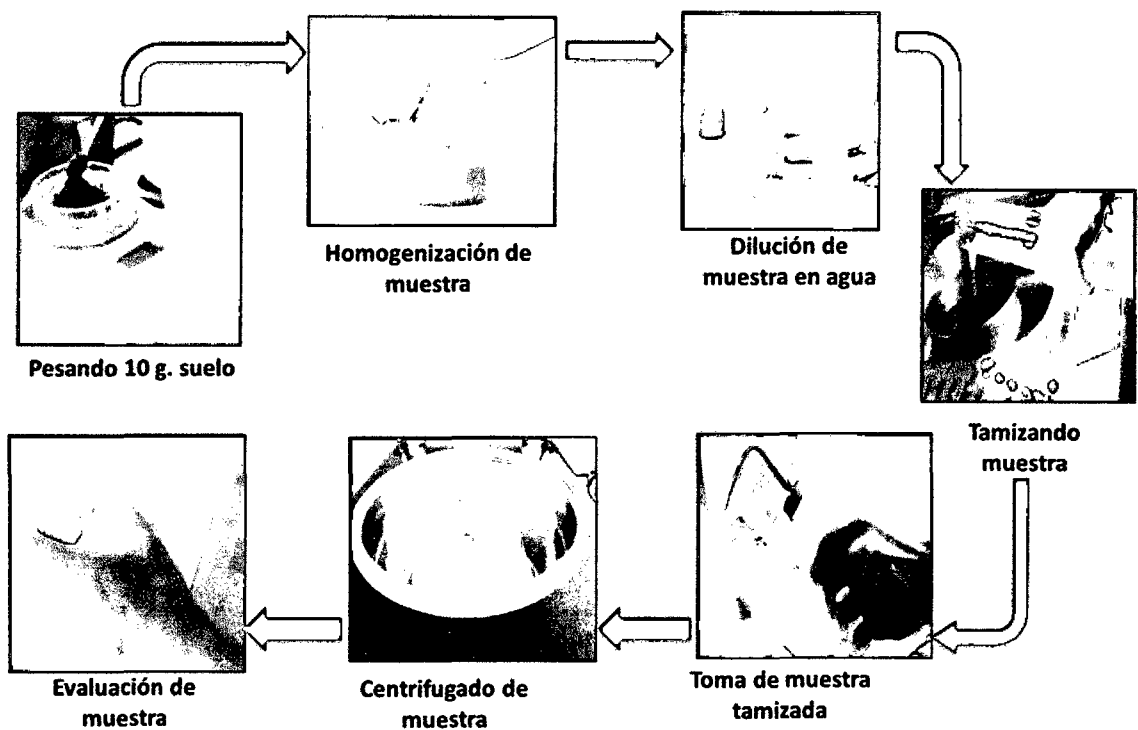 Pesando 10 g. suelo
Homogenización de
muestra
Dilución de
muestra en agua
Tamizando
muestra
Toma de muestra
tamizada
Centrifugado de
muestra
Evaluación de
muestra